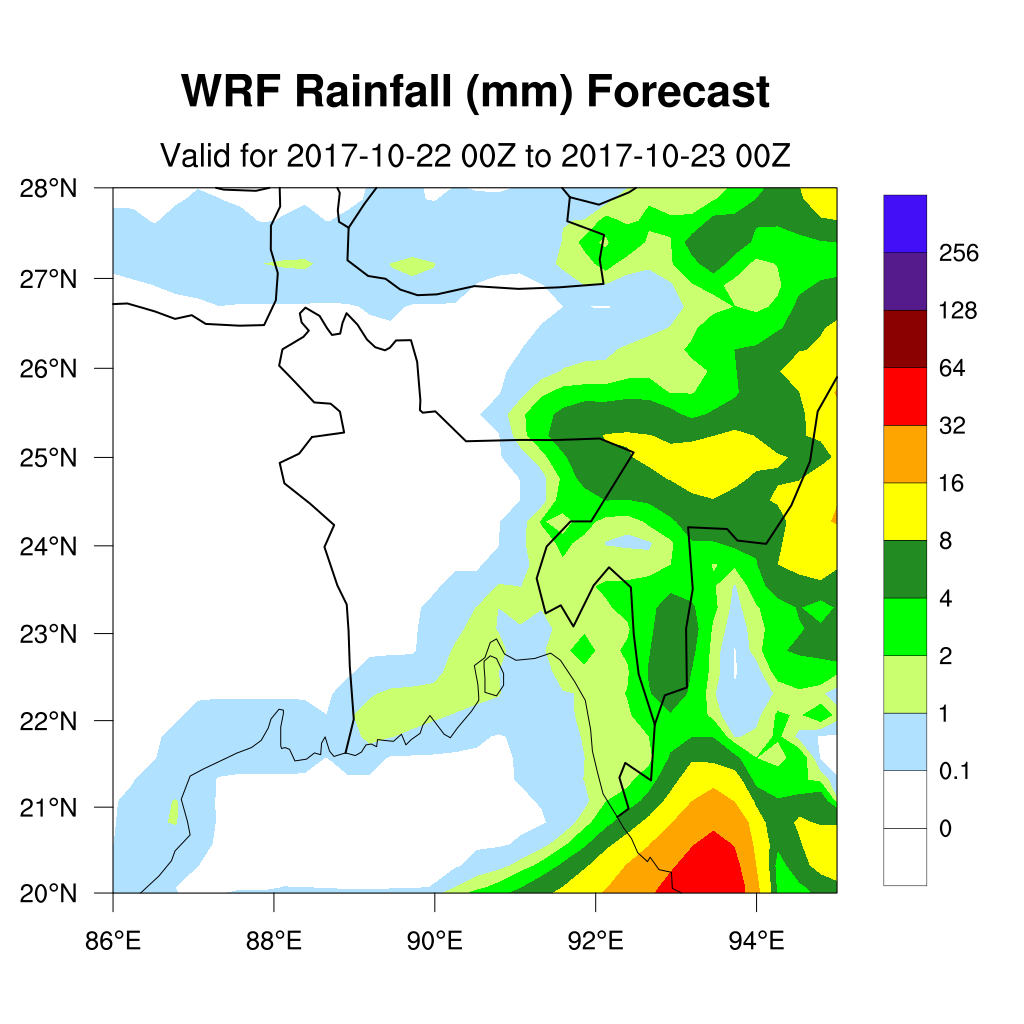 WRF Rainfall (mm) Forecast
Valid for 2017-10-22 00Z to 2017-10-23 00Z
28°N
27°N
26°N
25°N
24°N
23°N
22°N
21°N
20°N
86°E 88°E 90°E 92°E 94°E
256
128
64
32
16
8
4
2
1
0.1
0